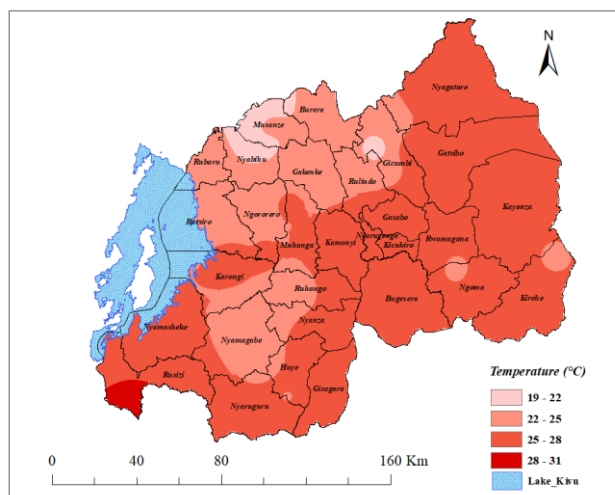 N
Nyagatare
Burera
Musanze
Rubavu
Nyabihu
Gakenke
Rulindo
Gicumbi
Gatsibo
Rutsiro
Ngororero
Kayonza
Gasabo
Muhanga
Kamonyi
Nyarugenge
Kicukiro
Rwamagana
Karongi
Ruhango
Bugesera
Ngoma
Kirehe
Nyamasheke
Nyanza
Nyamagabe
Huye
Rusizi
Gisagara
Nyaruguru
Temperature (°C)
19 - 22
22 - 25
25 - 28
28 - 31
Lake_Kivu
0 40 80 160 Km